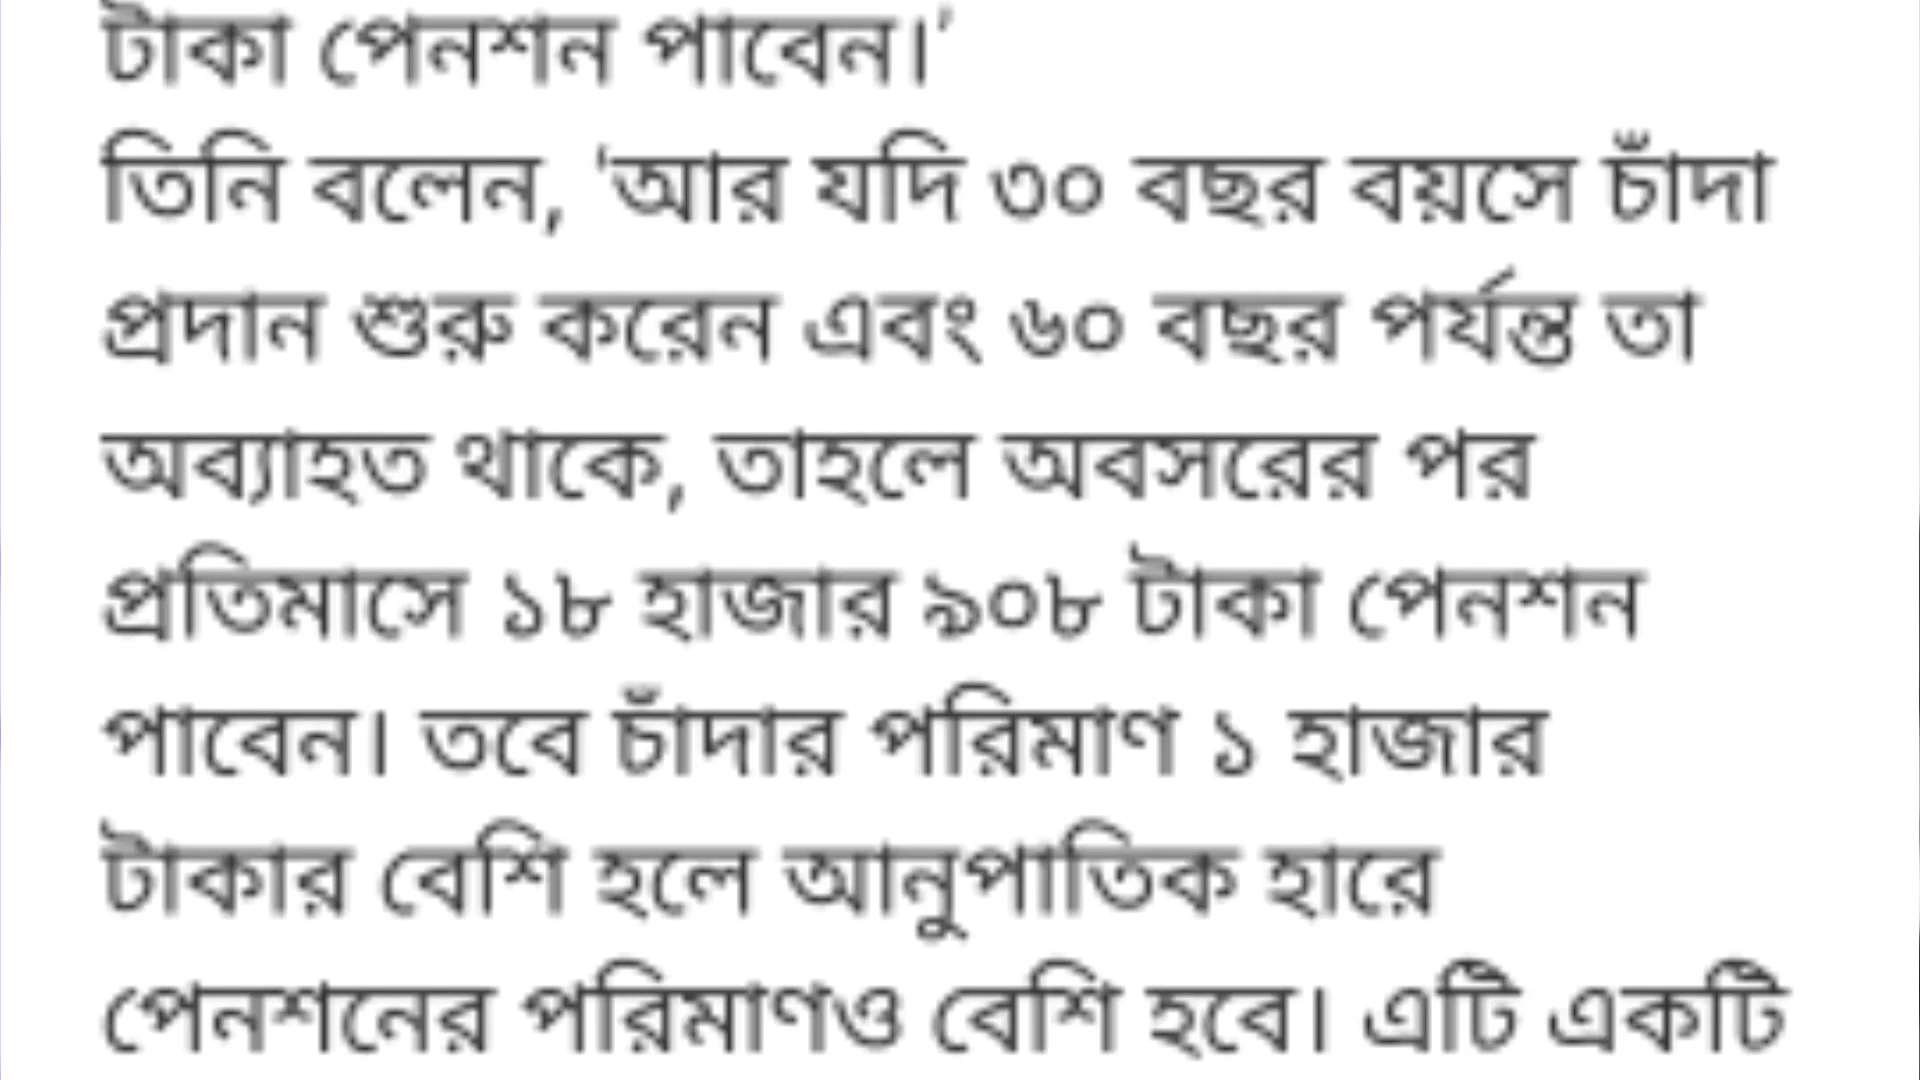 টাকা পেনশন পাবেন।'
তিনি বলেন, 'আর যদি ৩০ বছর বয়সে চাঁদা
প্রদান শুরু করেন এবং ৬০ বছর পর্যন্ত তা
অব্যাহত থাকে, তাহলে অবসরের পর
প্রতিমাসে ১৮ হাজার ৯০৮ টাকা পেনশন
পাবেন। তবে চাঁদার পরিমাণ ১ হাজার
টাকার বেশি হলে আনুপাতিক হারে
পেনশনের পরিমাণও বেশি হবে। এটি একটি